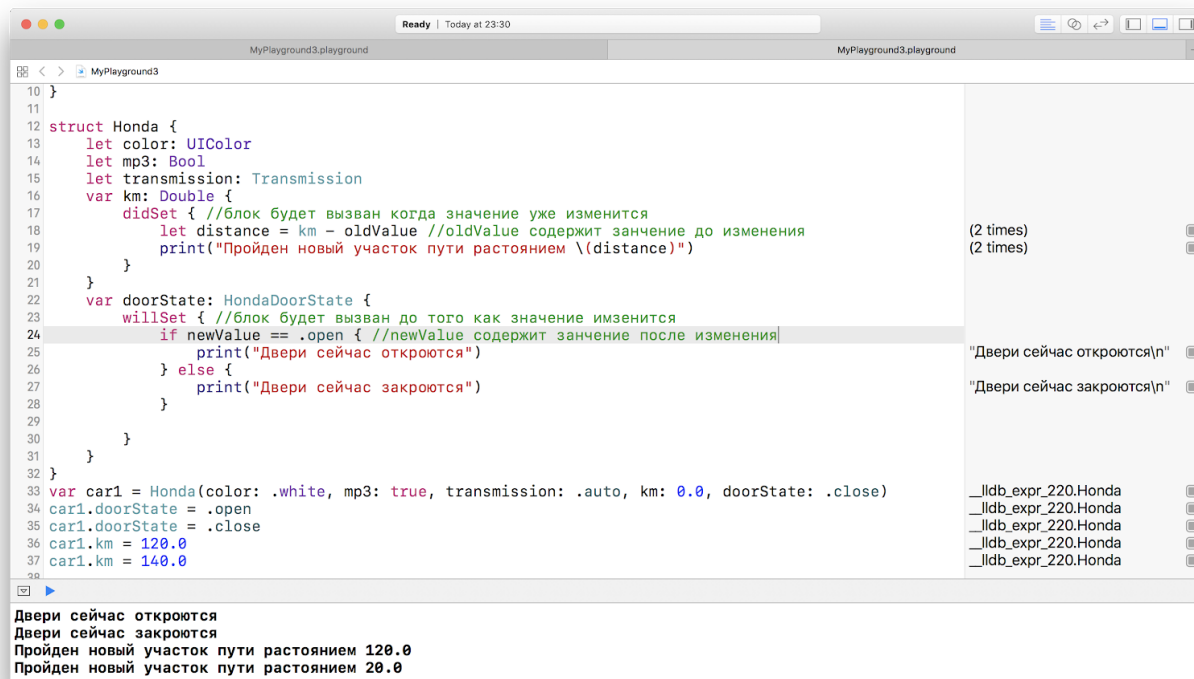 Ready | Today at 23:30
MyPlayground3.playground MyPlayground3.playground
MyPlayground3
10 }
11
12 struct Honda {
13 let color: UIColor
14 let mp3: Bool
15 let transmission: Transmission
16 var km: Double {
17 didSet { //блок будет вызван когда значение уже изменится
18 let distance = km - oldValue //oldValue содержит занчение до изменения (2 times)
19 print("Пройден новый участок пути растоянием \(distance)") (2 times)
20 }
21 }
22 var doorState: HondaDoorState {
23 willSet { //блок будет вызван до того как значение имзенится
24 if newValue == .open { //newValue содержит занчение после изменения
25 print("Двери сейчас откроются") "Двери сейчас откроются\n"
26 } else {
27 print("Двери сейчас закроются") "Двери сейчас закроются\n"
28 }
29
30 }
31 }
32 }
33 var car1 = Honda(color: .white, mp3: true, transmission: .auto, km: 0.0, doorState: .close) __lldb_expr_220.Honda
34 car1.doorState = .open __lldb_expr_220.Honda
35 car1.doorState = .close __lldb_expr_220.Honda
36 car1.km = 120.0 __lldb_expr_220.Honda
37 car1.km = 140.0 __lldb_expr_220.Honda
38
Двери сейчас откроются
Двери сейчас закроются
Пройден новый участок пути растоянием 120.0
Пройден новый участок пути растоянием 20.0